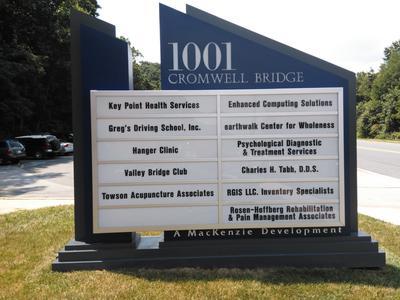 1001
CROMWELL BRIDGE
Key Point Health Services
Greg's Driving School, Inc.
Hanger Clinic
Valley Bridge Club
Towson Acupuncture Associates
Enhanced Computing Solutions
earthwalk Center for Wholeness
Psychological Diagnostic
& Treatment Services
Charles H. Tabb, D.D.S.
RGIS LLC. Inventory Specialists
Rosen-Hoffberg Rehabilitation
& Pain Management Associates
A MacKenzie Development